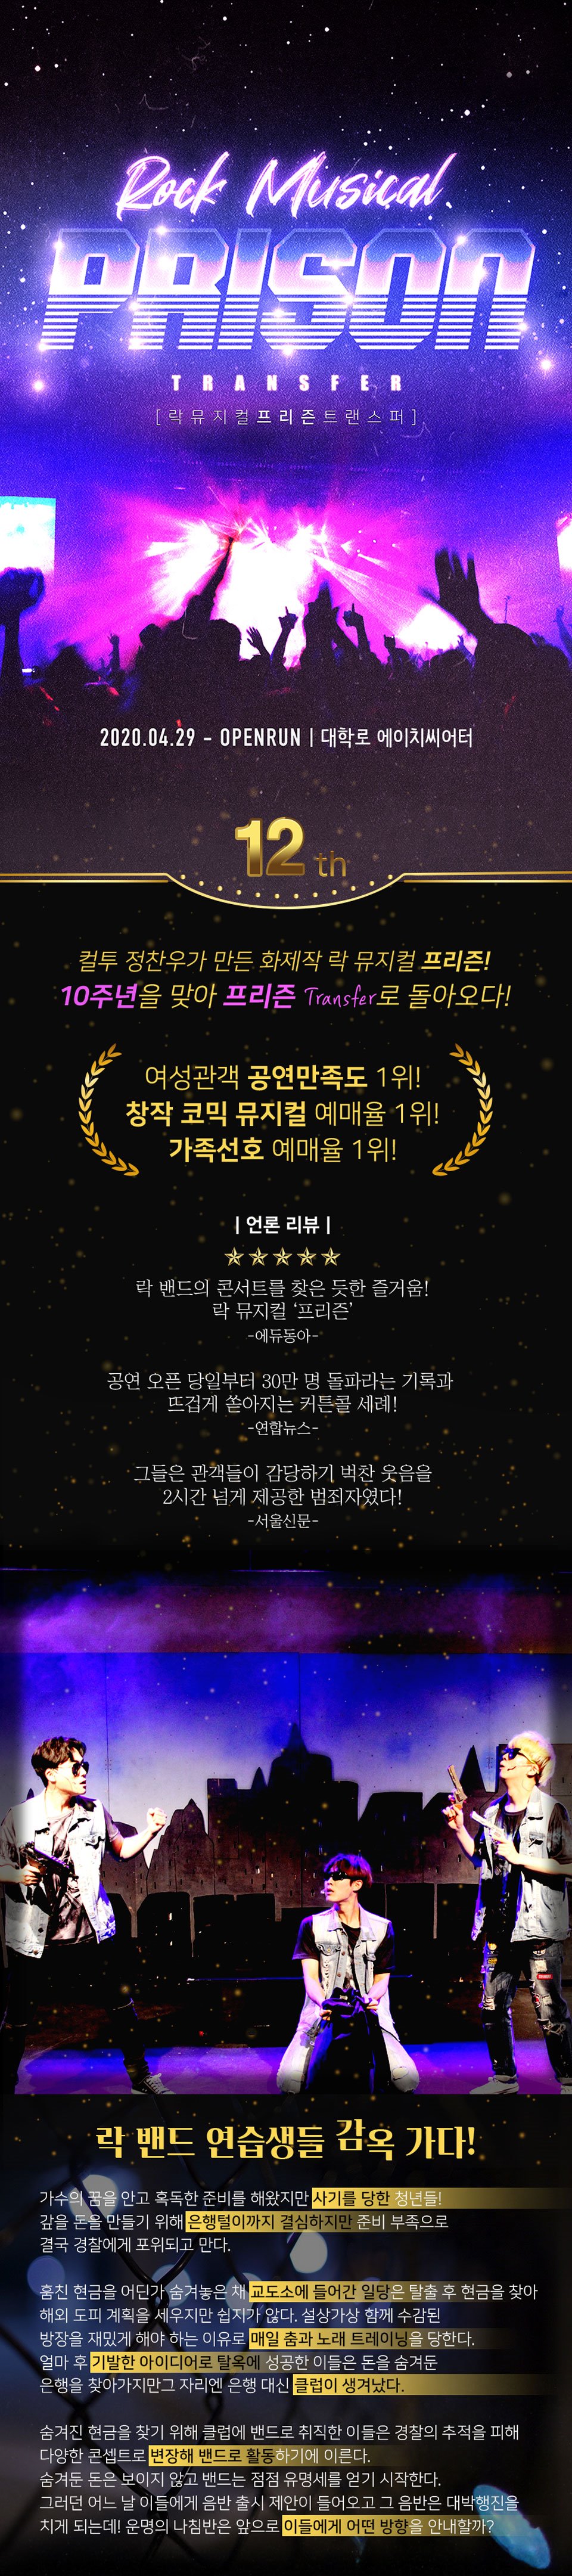 Rock Musical
PRISON
TRANSFER
[락뮤지컬프리즌트랜스퍼]
2020.04.29 - OPENRUN | 대학로 에이치씨어터
12th
컬투 정찬우가 만든 화제작 락 뮤지컬 프리즌!
10주년을 맞아 프리즌 Transfer로 돌아오다!
여성관객 공연만족도 1위!
창작 코믹 뮤지컬 예매율 1위!
가족선호 예매율 1위!
| 언론 리뷰 |
락 밴드의 콘서트를 찾은 듯한 즐거움!
락 뮤지컬 ‘프리즌’
-에듀동아-
공연 오픈 당일부터 30만 명 돌파라는 기록과
뜨겁게 쏟아지는 커튼콜 세례!
-연합뉴스-
그들은 관객들이 감당하기 벅찬 웃음을
2시간 넘게 제공한 범죄자였다!
-서울신문-
락 밴드 연습생들 감옥 가다!
가수의 꿈을 안고 혹독한 준비를 해왔지만 사기를 당한 청년들!
갚을 돈을 만들기 위해 은행털이까지 결심하지만 준비 부족으로
결국 경찰에게 포위되고 만다.
훔친 현금을 어딘가 숨겨놓은 채 교도소에 들어간 일당은 탈출 후 현금을 찾아
해외 도피 계획을 세우지만 쉽지가 않다. 설상가상 함께 수감된
방장을 재밌게 해야 하는 이유로 매일 춤과 노래 트레이닝을 당한다.
얼마 후 기발한 아이디어로 탈옥에 성공한 이들은 돈을 숨겨둔
은행을 찾아가지만그 자리엔 은행 대신 클럽이 생겨났다.
숨겨진 현금을 찾기 위해 클럽에 밴드로 취직한 이들은 경찰의 추적을 피해
다양한 콘셉트로 변장해 밴드로 활동하기에 이른다.
숨겨둔 돈은 보이지 않고 밴드는 점점 유명세를 얻기 시작한다.
그러던 어느 날 이들에게 음반 출시 제안이 들어오고 그 음반은 대박행진을
치게 되는데! 운명의 나침반은 앞으로 이들에게 어떤 방향을 안내할까?